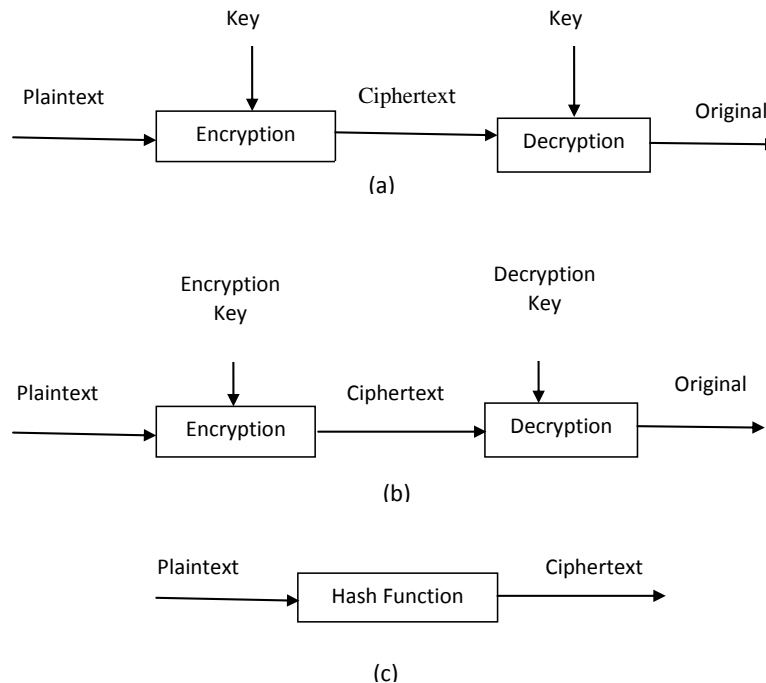 Key
Key
Plaintext
Ciphertext
Original
Encryption
Decryption
(a)
Encryption
Key
Decryption
Key
Plaintext
Ciphertext
Original
Encryption
Decryption
(b)
Plaintext
Ciphertext
Hash Function
(c)